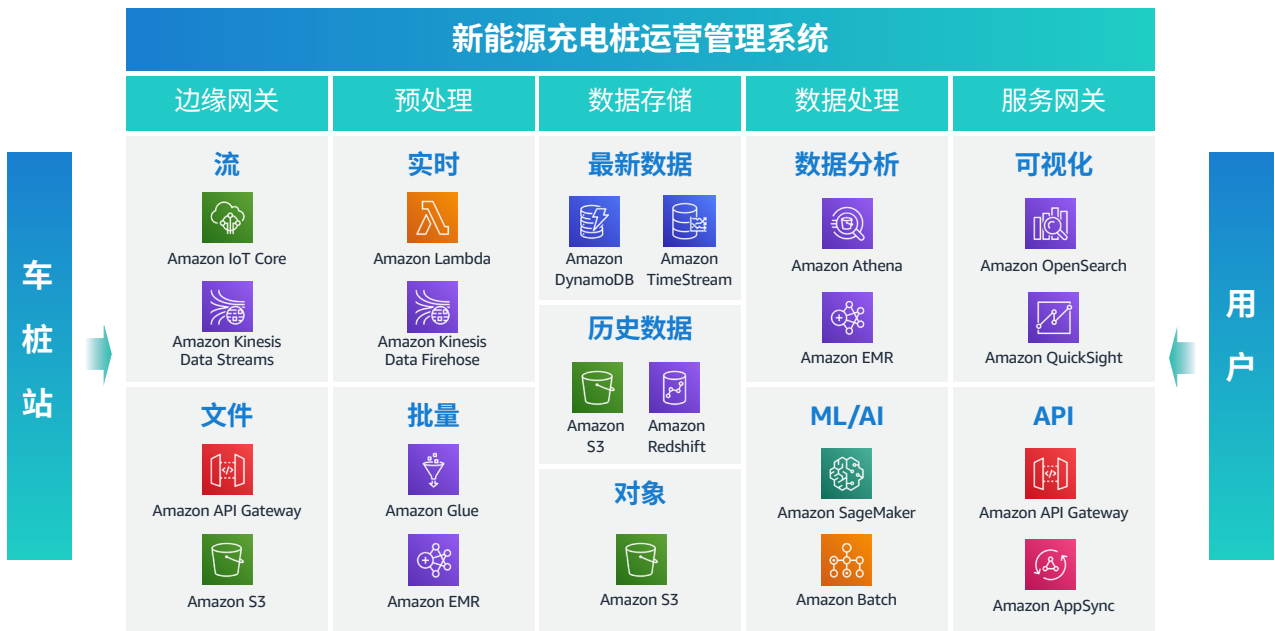 新能源充电桩运营管理系统
车
桩
站
边缘网关
流
Amazon IoT Core
Amazon Kinesis
Data Streams
文件
Amazon API Gateway
Amazon S3
预处理
实时
Amazon Lambda
Amazon Kinesis
Data Firehose
批量
Amazon Glue
Amazon EMR
数据存储
最新数据
Amazon
DynamoDB
Amazon
TimeStream
历史数据
Amazon
S3
Amazon
Redshift
对象
Amazon S3
数据处理
数据分析
Amazon Athena
Amazon EMR
ML/AI
Amazon SageMaker
Amazon Batch
服务网关
可视化
Amazon OpenSearch
Amazon QuickSight
API
Amazon API Gateway
Amazon AppSync
用
户